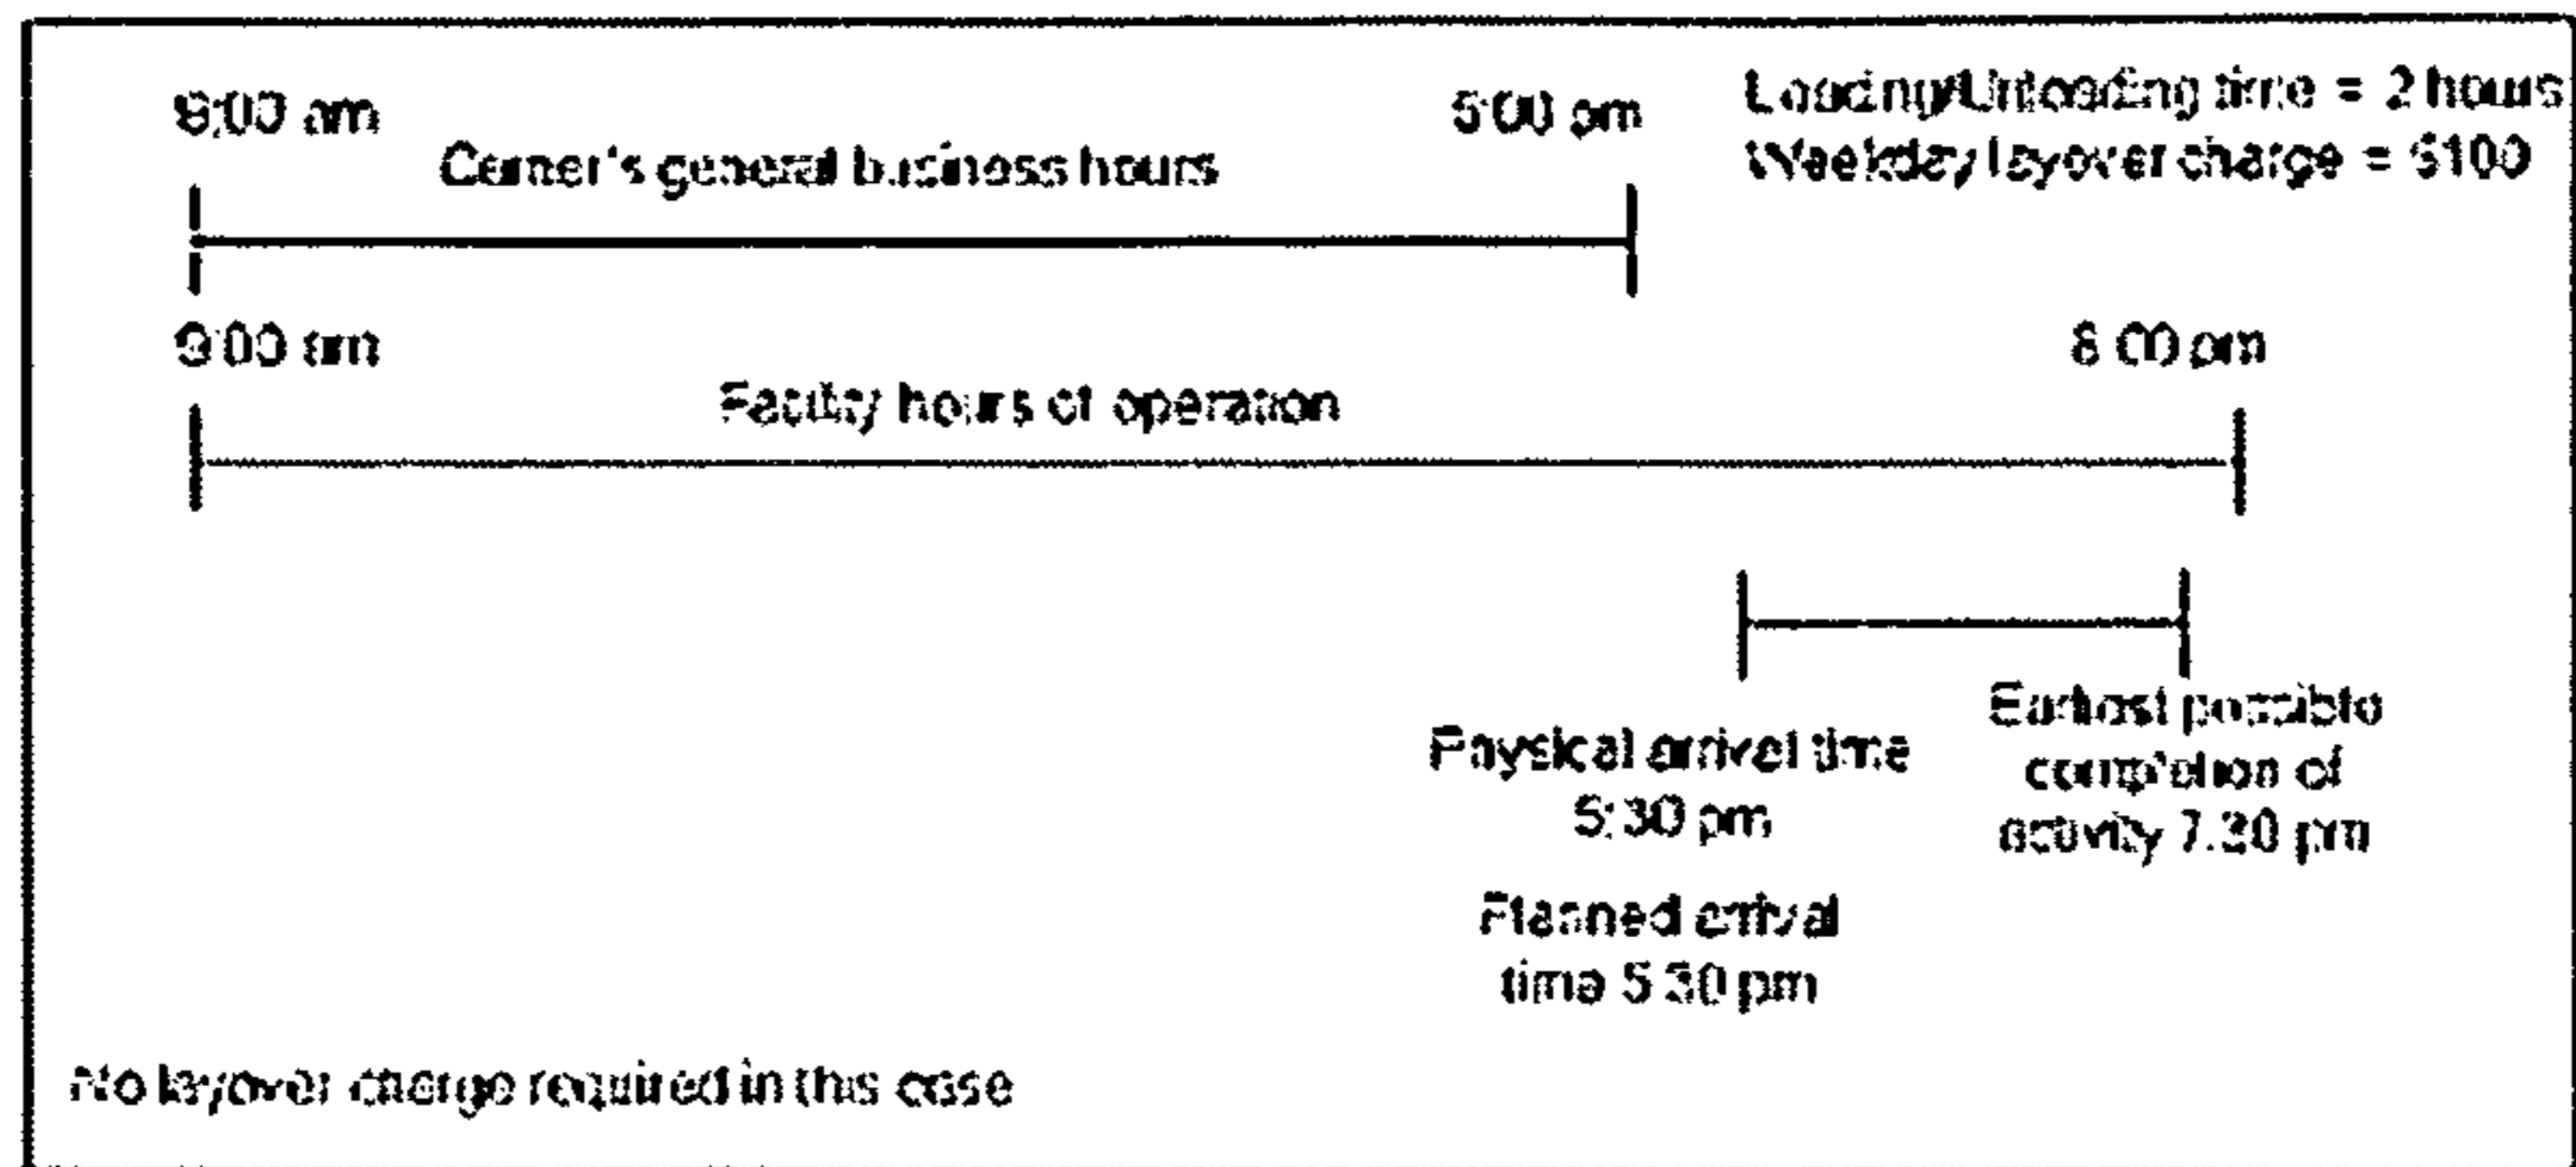 9:00 am
5:00 pm
Loading/Unloading time = 2 hours
Weekday layover charge = $100
Carrier's general business hours
9:00 am
8:00 pm
Facility hours of operation
Physical arrival time
5:30 pm
Earliest possible
completion of
activity 7:30 pm
Planned arrival
time 5:30 pm
No layover charge required in this case